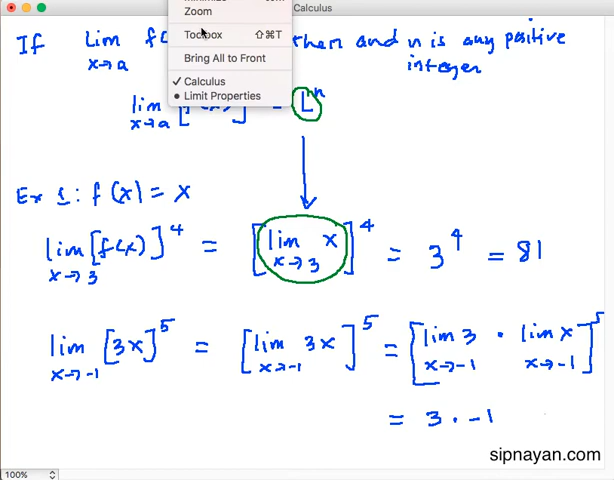 Calculus
Zoom
Toolbox ⇧⌘T
Bring All to Front
✓ Calculus
• Limit Properties
If lim f( then and n is any positive
x→a integer
lim [ ] = L^n
x→a
Ex 1: f(x) = x
lim [f(x)]^4 = [lim x]^4 = 3^4 = 81
x→3 x→3
lim [3x]^5 = [lim 3x]^5 = [lim 3 · lim x]^5
x→-1 x→-1 x→-1 x→-1
= 3 · -1
sipnayan.com
100%